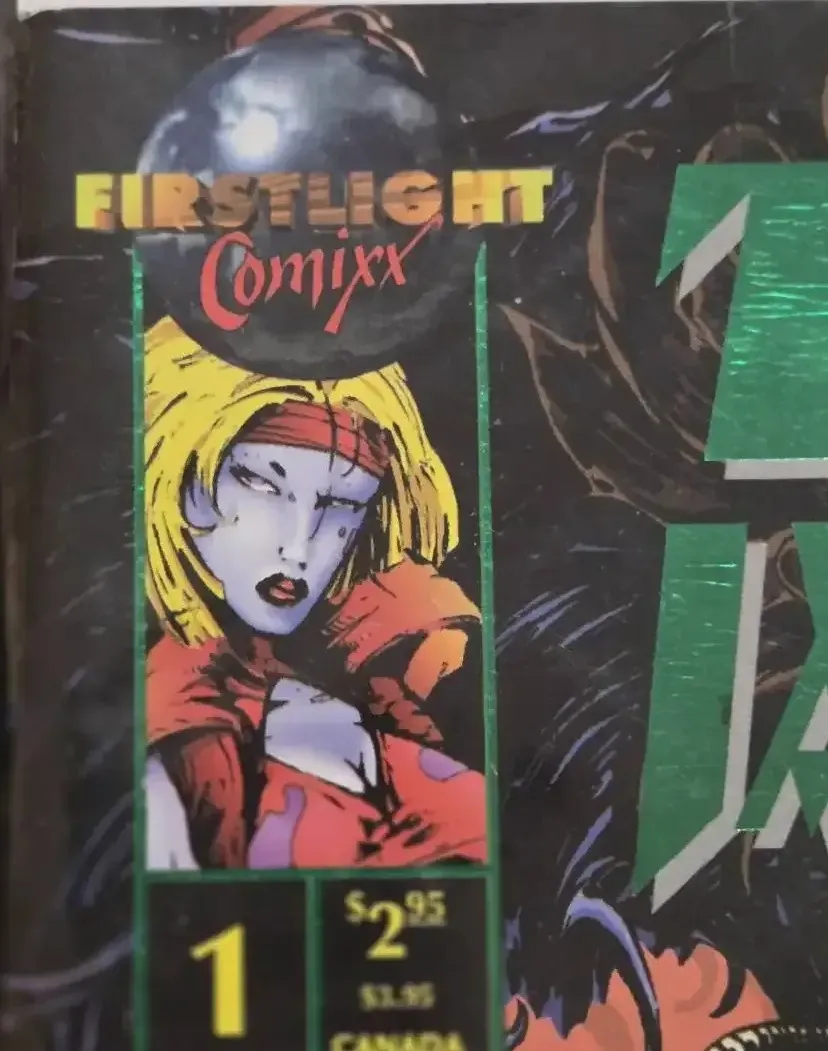 FIRSTLIGHT
Comixx
1
$2.95
$3.95
CANADA